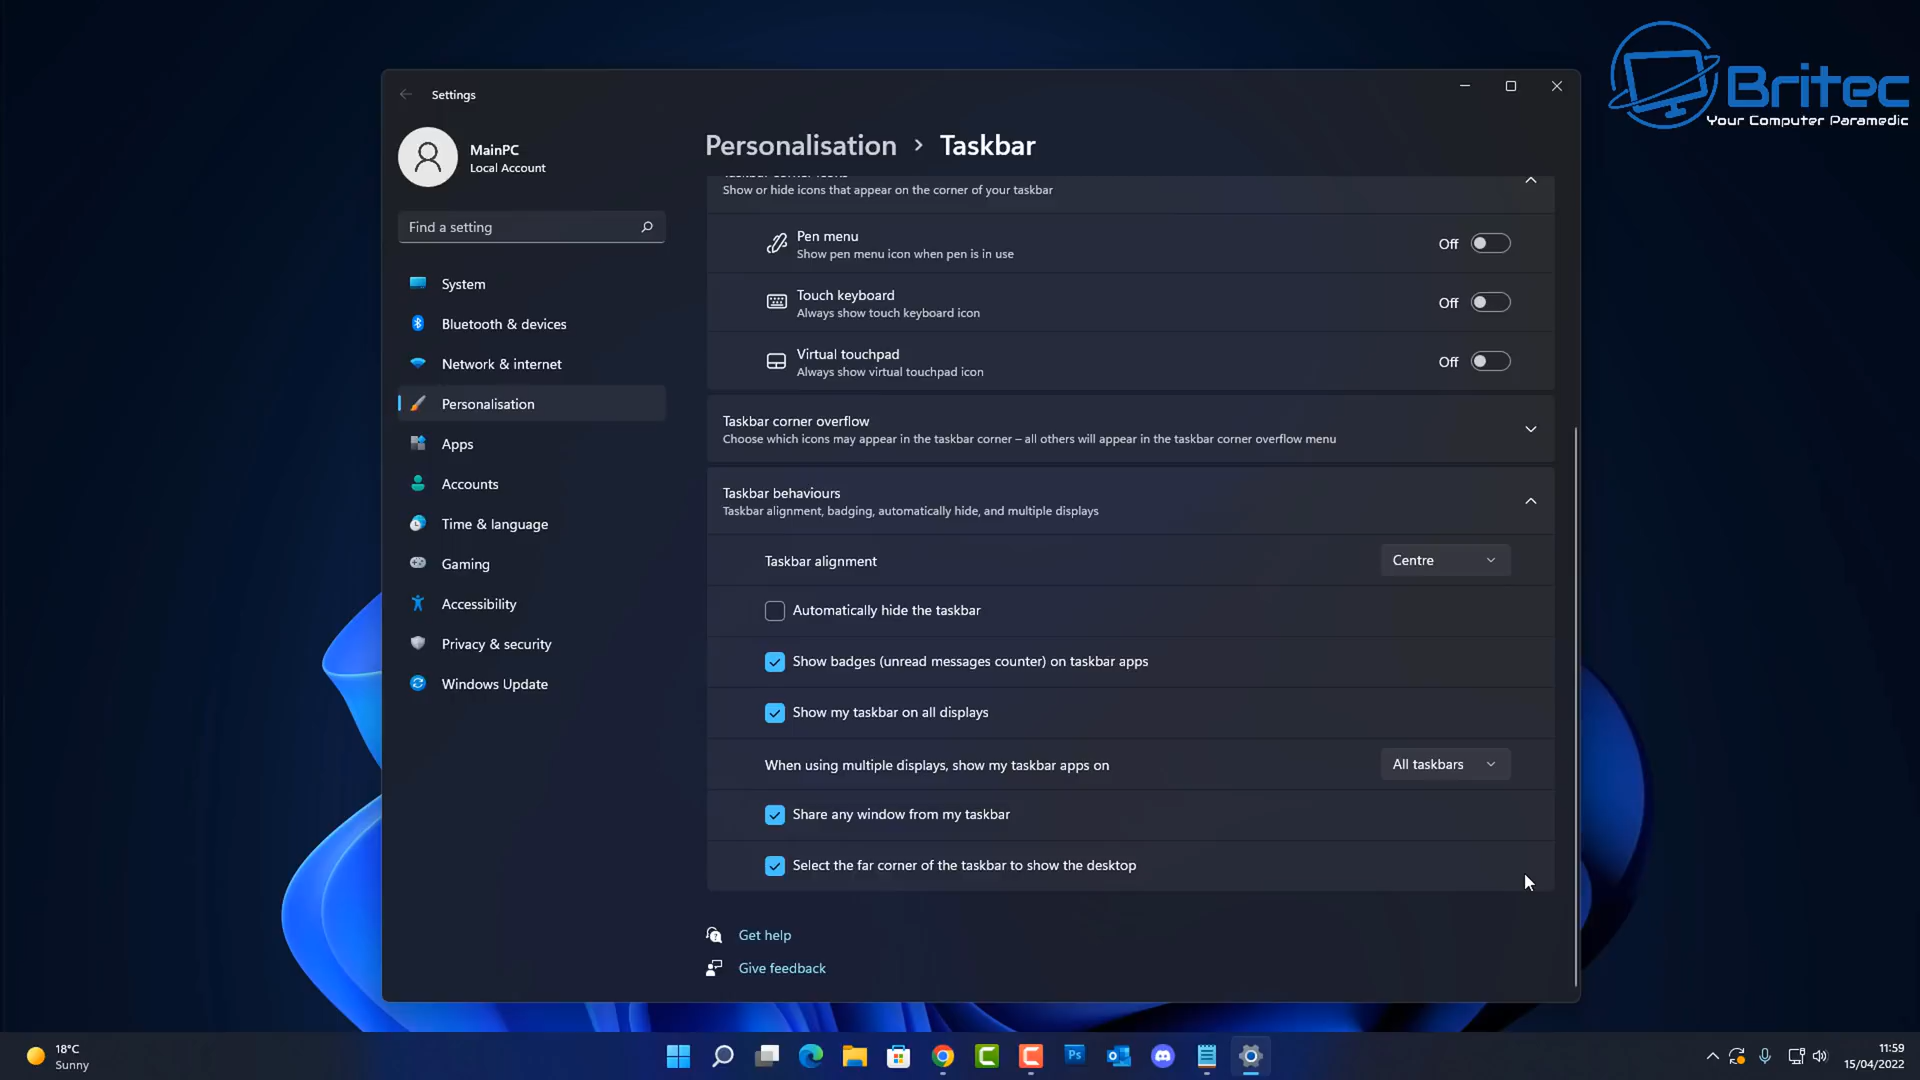 Settings
Britec
Your Computer Paramedic
MainPC
Local Account
Find a setting
System
Bluetooth & devices
Network & internet
Personalisation
Apps
Accounts
Time & language
Gaming
Accessibility
Privacy & security
Windows Update
Personalisation > Taskbar
Show or hide icons that appear on the corner of your taskbar
Pen menu
Show pen menu icon when pen is in use
Off
Touch keyboard
Always show touch keyboard icon
Off
Virtual touchpad
Always show virtual touchpad icon
Off
Taskbar corner overflow
Choose which icons may appear in the taskbar corner – all others will appear in the taskbar corner overflow menu
Taskbar behaviours
Taskbar alignment, badging, automatically hide, and multiple displays
Taskbar alignment
Centre
Automatically hide the taskbar
Show badges (unread messages counter) on taskbar apps
Show my taskbar on all displays
When using multiple displays, show my taskbar apps on
All taskbars
Share any window from my taskbar
Select the far corner of the taskbar to show the desktop
Get help
Give feedback
18°C
Sunny
Ps
11:59
15/04/2022